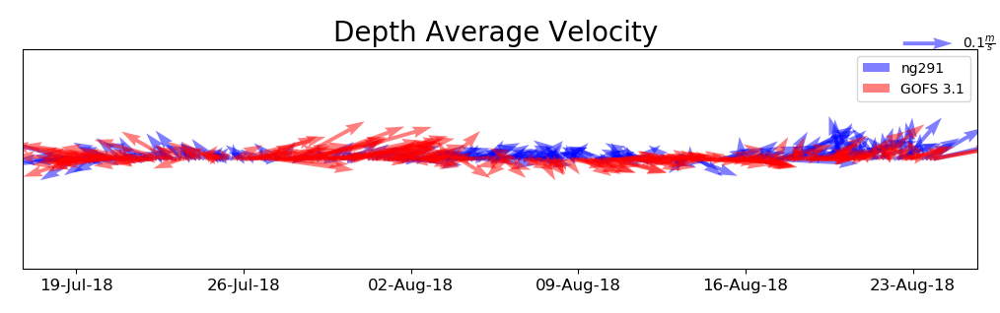 Depth Average Velocity
0.1 m/s
ng291
GOFS 3.1
19-Jul-18 26-Jul-18 02-Aug-18 09-Aug-18 16-Aug-18 23-Aug-18